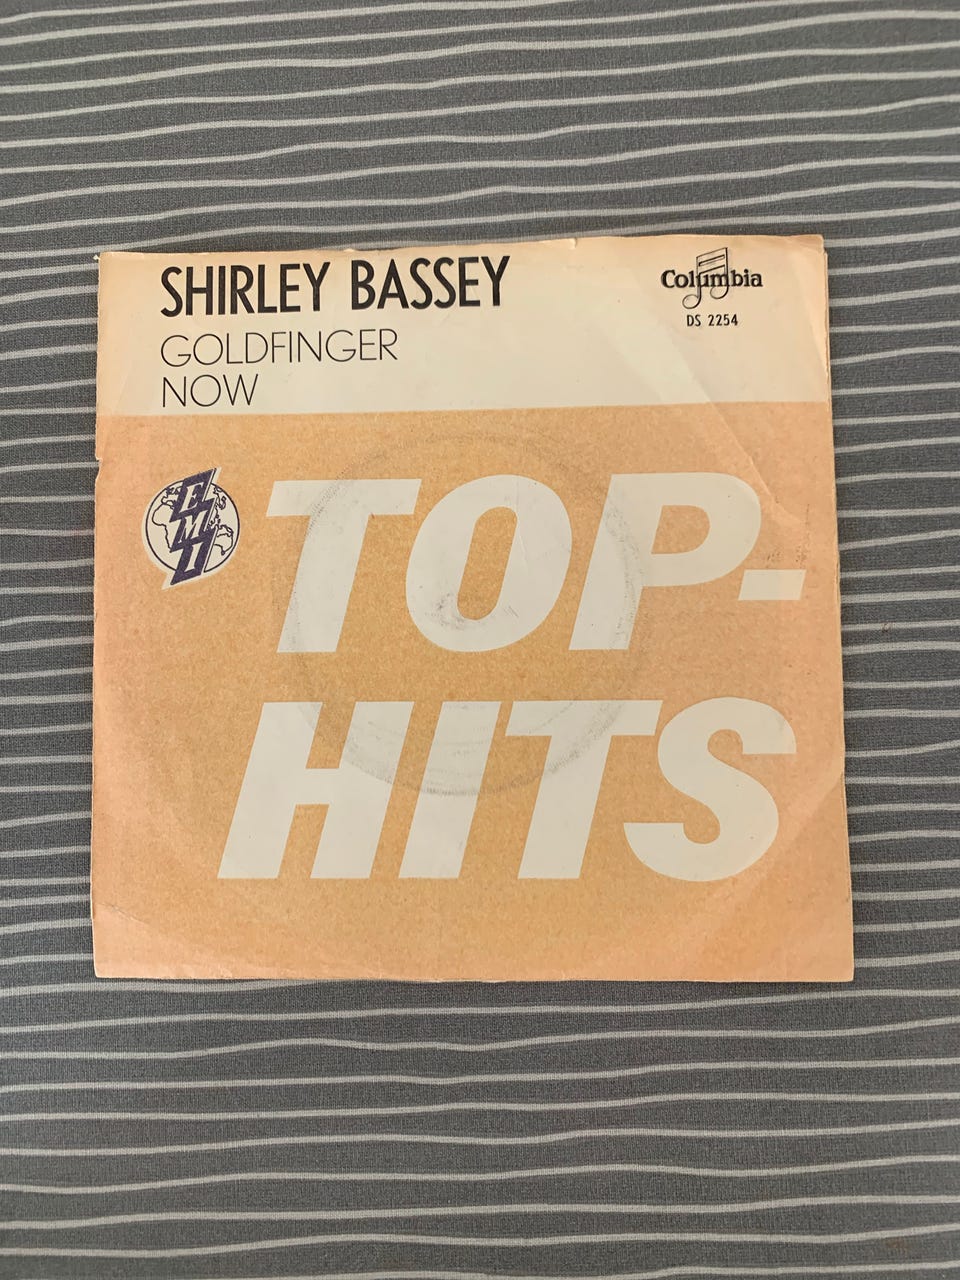 SHIRLEY BASSEY
GOLDFINGER
NOW
Columbia
DS 2254
EMI
TOP-
HITS